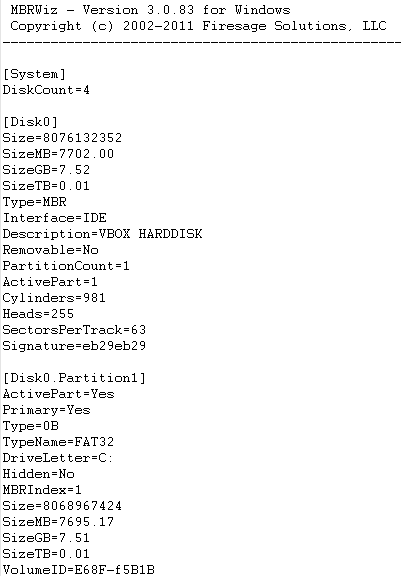 MBRWiz - Version 3.0.83 for Windows
Copyright (c) 2002-2011 Firesage Solutions, LLC
--------------------------------------------------
[System]
DiskCount=4
[Disk0]
Size=8076132352
SizeMB=7702.00
SizeGB=7.52
SizeTB=0.01
Type=MBR
Interface=IDE
Description=VBOX HARDDISK
Removable=No
PartitionCount=1
ActivePart=1
Cylinders=981
Heads=255
SectorsPerTrack=63
Signature=eb29eb29
[Disk0.Partition1]
ActivePart=Yes
Primary=Yes
Type=0B
TypeName=FAT32
DriveLetter=C:
Hidden=No
MBRIndex=1
Size=8068967424
SizeMB=7695.17
SizeGB=7.51
SizeTB=0.01
VolumeID=E68F-f5B1B